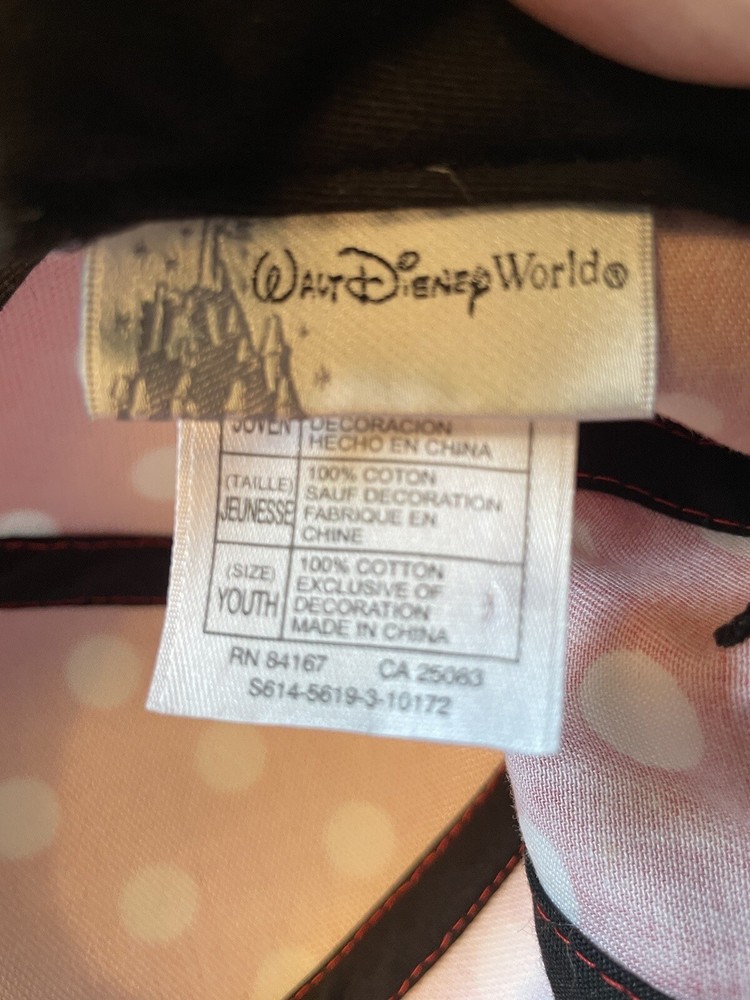 Walt Disney World®
JOVEN
DECORACION
HECHO EN CHINA
(TAILLE)
JEUNESSE
100% COTON
SAUF DECORATION
FABRIQUE EN
CHINE
(SIZE)
YOUTH
100% COTTON
EXCLUSIVE OF
DECORATION
MADE IN CHINA
RN 84167 CA 25083
S614-5619-3-10172